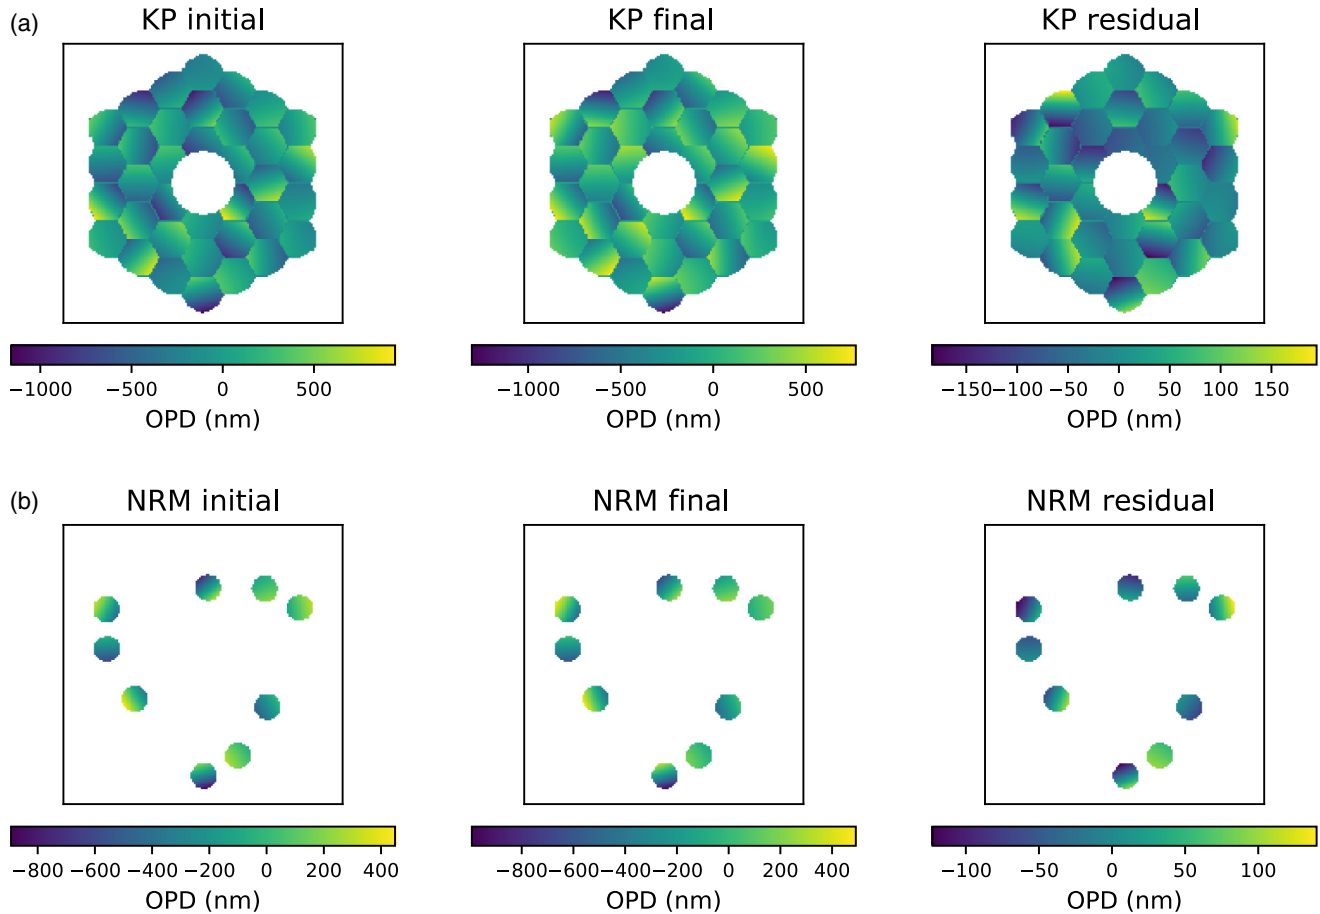 (a)
KP initial KP final KP residual
−1000 −500 0 500 −1000 −500 0 500 −150 −100 −50 0 50 100 150
OPD (nm) OPD (nm) OPD (nm)
(b)
NRM initial NRM final NRM residual
−800 −600 −400 −200 0 200 400 −800 −600 −400 −200 0 200 400 −100 −50 0 50 100
OPD (nm) OPD (nm) OPD (nm)